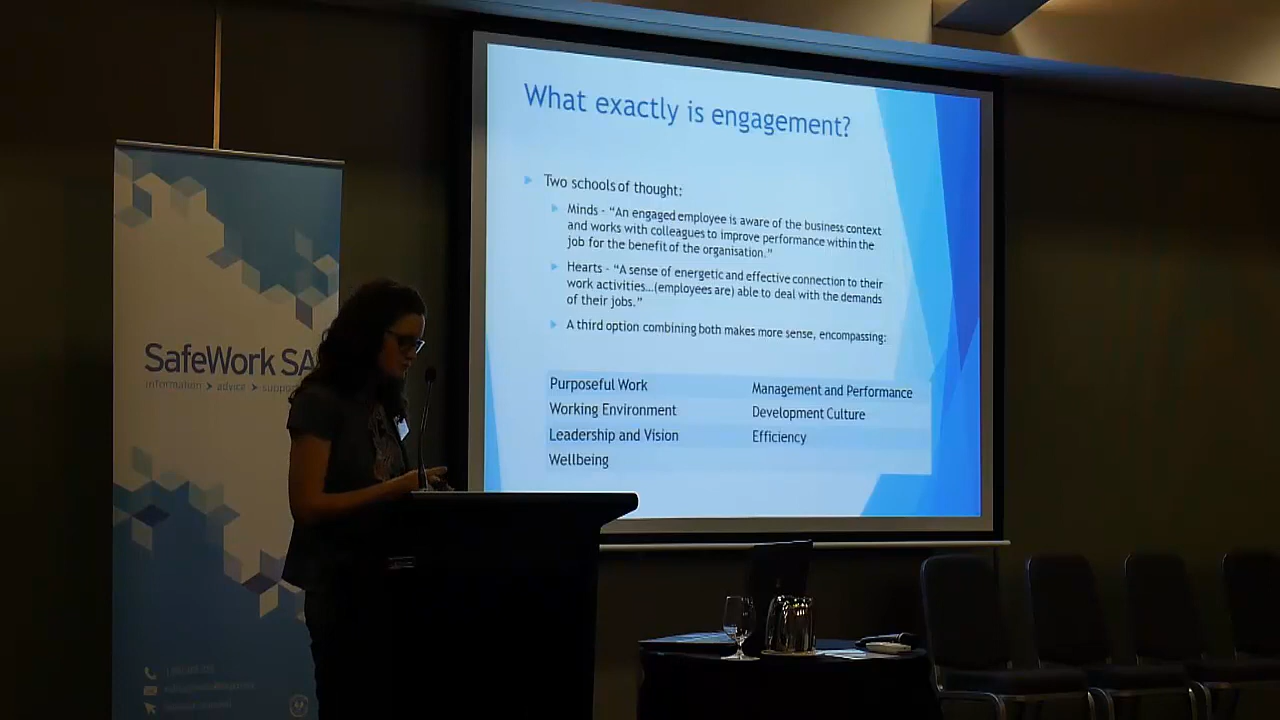 What exactly is engagement?
Two schools of thought:
Minds - "An engaged employee is aware of the business context
and works with colleagues to improve performance within the
job for the benefit of the organisation."
Hearts - "A sense of energetic and effective connection to their
work activities...(employees are) able to deal with the demands
of their jobs."
A third option combining both makes more sense, encompassing:
Purposeful Work
Management and Performance
Working Environment
Development Culture
Leadership and Vision
Efficiency
Wellbeing
SafeWork SA
information > advice > suppor